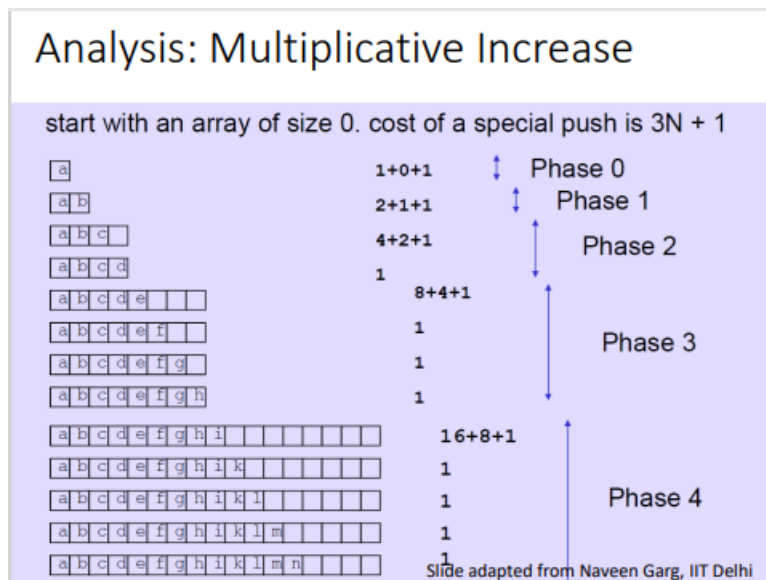 Analysis: Multiplicative Increase
start with an array of size 0. cost of a special push is 3N + 1
a 1+0+1 Phase 0
a b 2+1+1 Phase 1
a b c 4+2+1 Phase 2
a b c d 1
a b c d e 8+4+1
a b c d e f 1
a b c d e f g 1 Phase 3
a b c d e f g h 1
a b c d e f g h i 16+8+1
a b c d e f g h i k 1
a b c d e f g h i k l 1 Phase 4
a b c d e f g h i k l m 1
a b c d e f g h i k l m n 1
Slide adapted from Naveen Garg, IIT Delhi